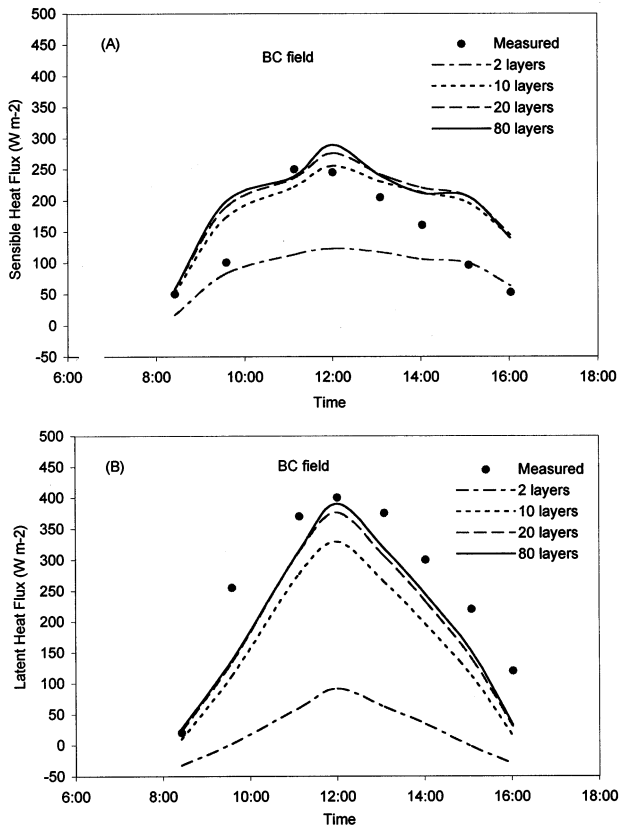 (A)
BC field
Measured
2 layers
10 layers
20 layers
80 layers
Sensible Heat Flux (W m-2)
500
450
400
350
300
250
200
150
100
50
0
-50
6:00 8:00 10:00 12:00 14:00 16:00 18:00
Time
(B)
BC field
Measured
2 layers
10 layers
20 layers
80 layers
Latent Heat Flux (W m-2)
500
450
400
350
300
250
200
150
100
50
0
-50
6:00 8:00 10:00 12:00 14:00 16:00 18:00
Time